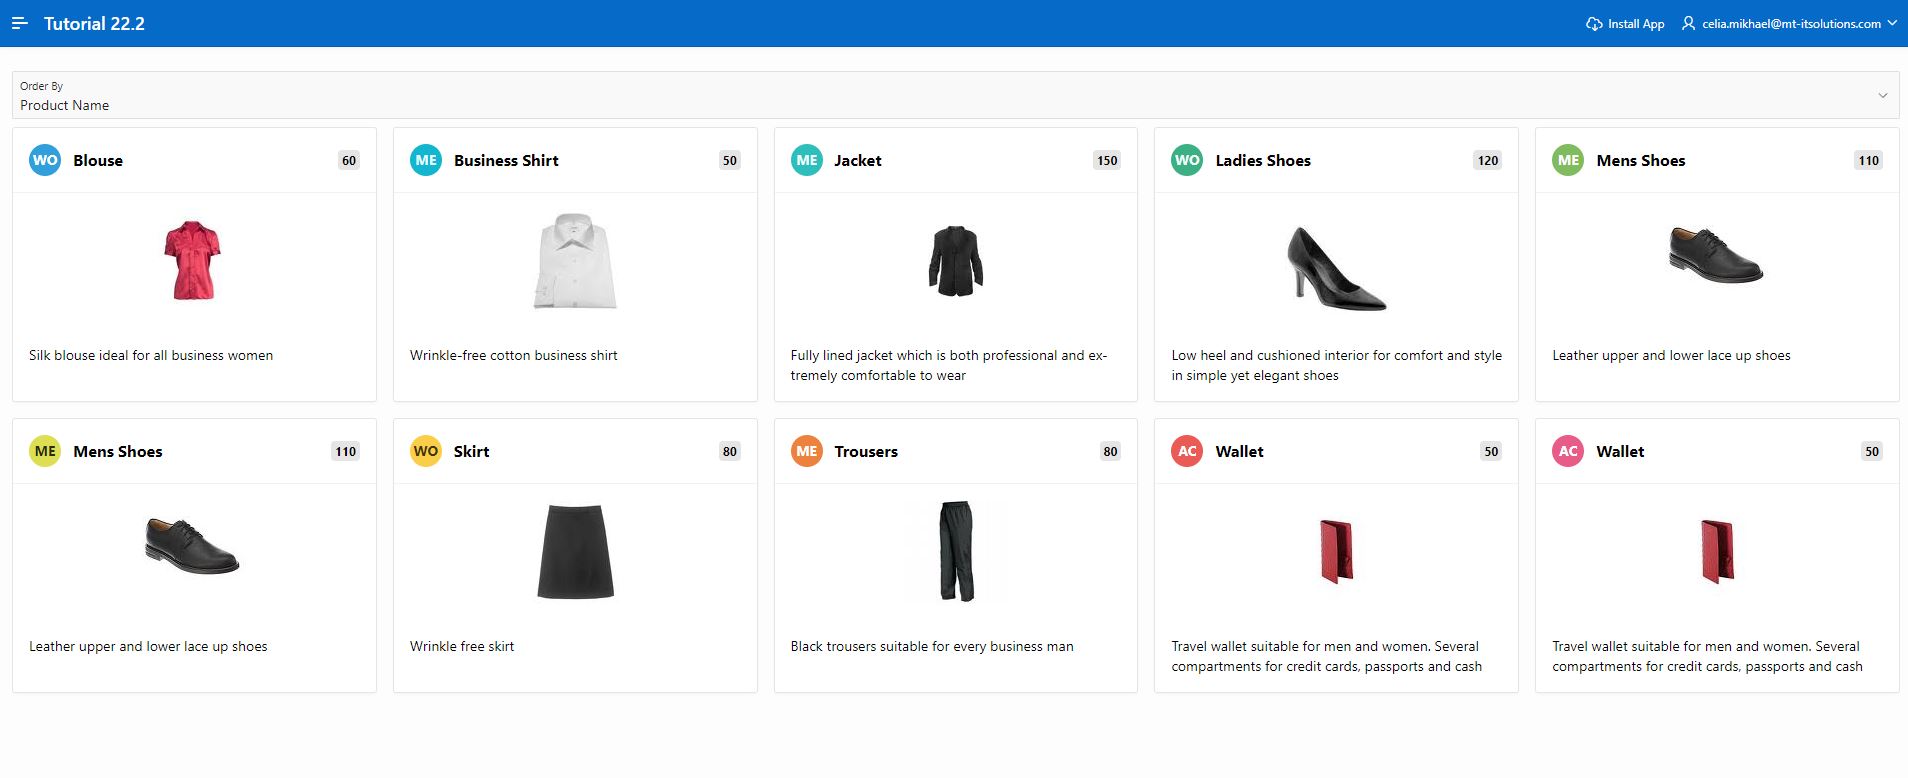 Tutorial 22.2
Install App
celia.mikhael@mt-itsolutions.com
Order By
Product Name
WO Blouse 60
Silk blouse ideal for all business women
ME Business Shirt 50
Wrinkle-free cotton business shirt
ME Jacket 150
Fully lined jacket which is both professional and ex-
tremely comfortable to wear
WO Ladies Shoes 120
Low heel and cushioned interior for comfort and style
in simple yet elegant shoes
ME Mens Shoes 110
Leather upper and lower lace up shoes
ME Mens Shoes 110
Leather upper and lower lace up shoes
WO Skirt 80
Wrinkle free skirt
ME Trousers 80
Black trousers suitable for every business man
AC Wallet 50
Travel wallet suitable for men and women. Several
compartments for credit cards, passports and cash
AC Wallet 50
Travel wallet suitable for men and women. Several
compartments for credit cards, passports and cash